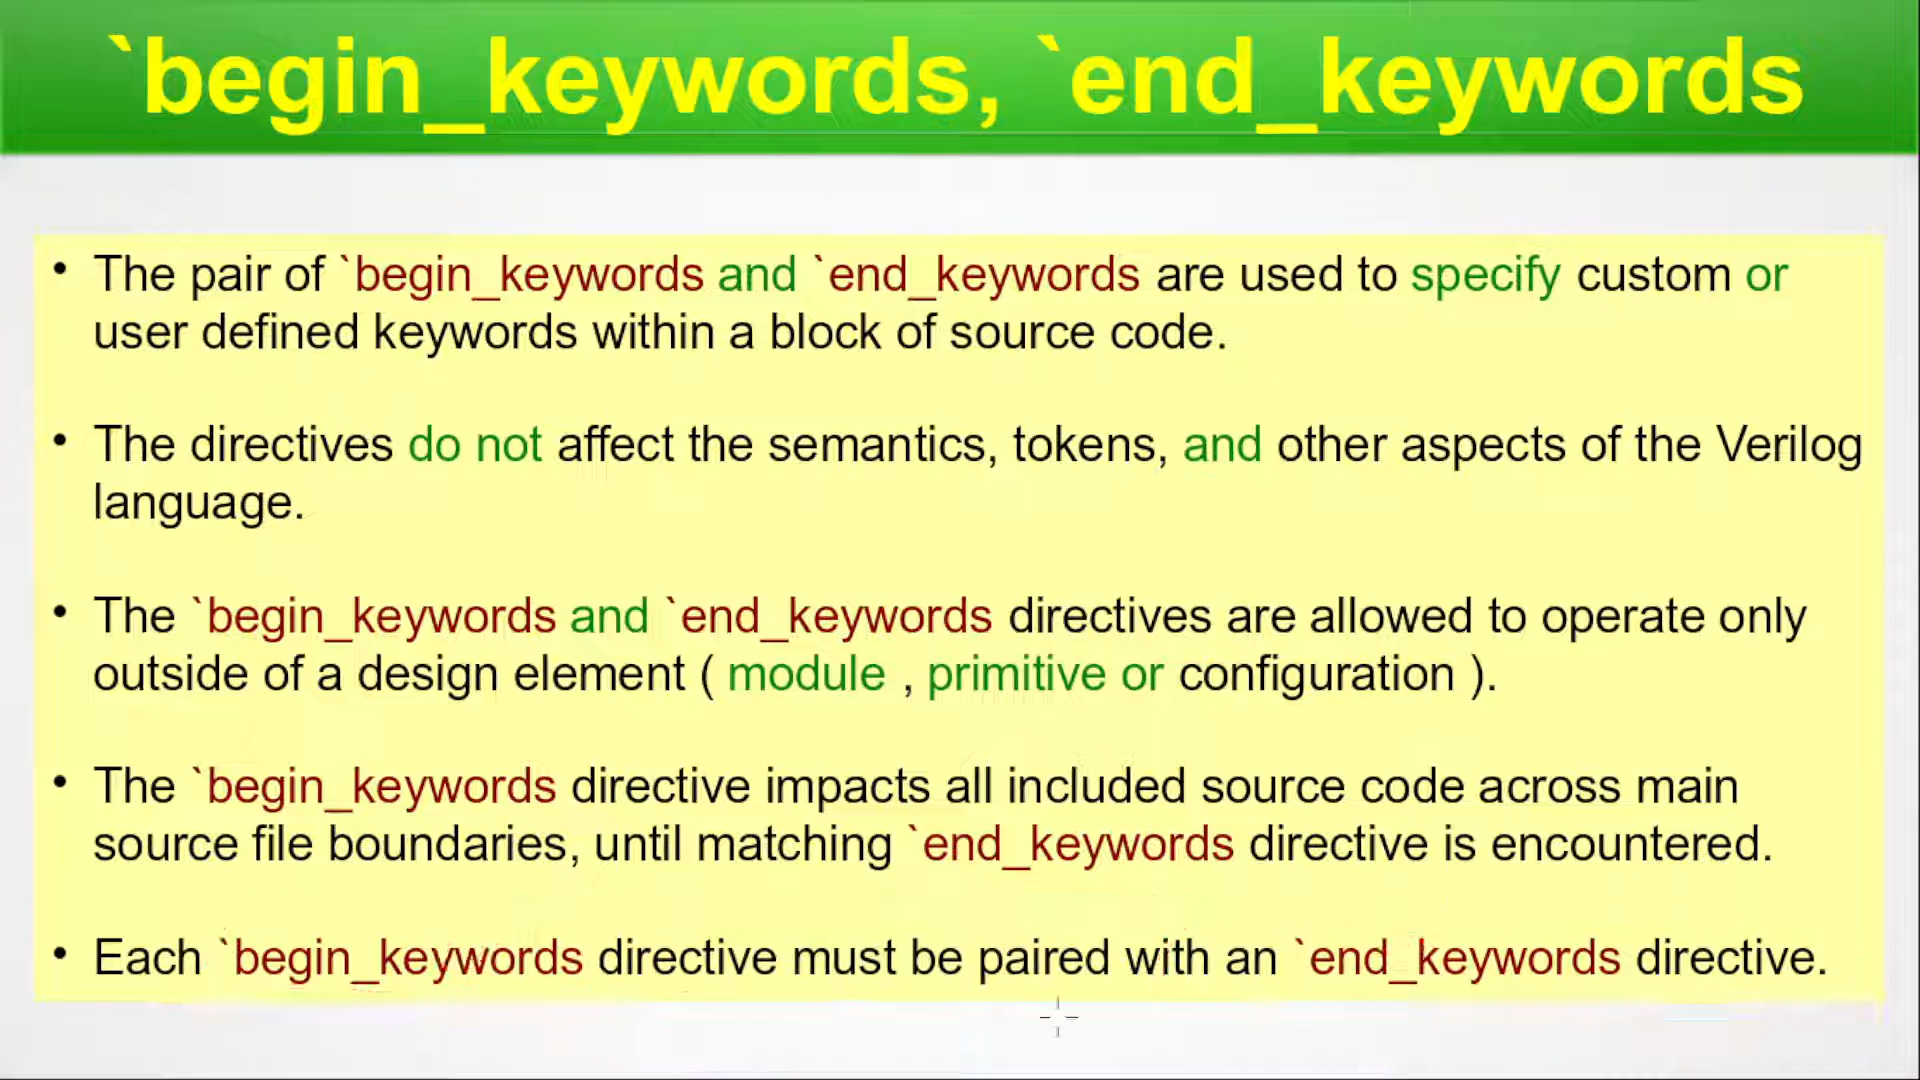 `begin_keywords, `end_keywords
• The pair of `begin_keywords and `end_keywords are used to specify custom or
user defined keywords within a block of source code.
• The directives do not affect the semantics, tokens, and other aspects of the Verilog
language.
• The `begin_keywords and `end_keywords directives are allowed to operate only
outside of a design element ( module , primitive or configuration ).
• The `begin_keywords directive impacts all included source code across main
source file boundaries, until matching `end_keywords directive is encountered.
• Each `begin_keywords directive must be paired with an `end_keywords directive.